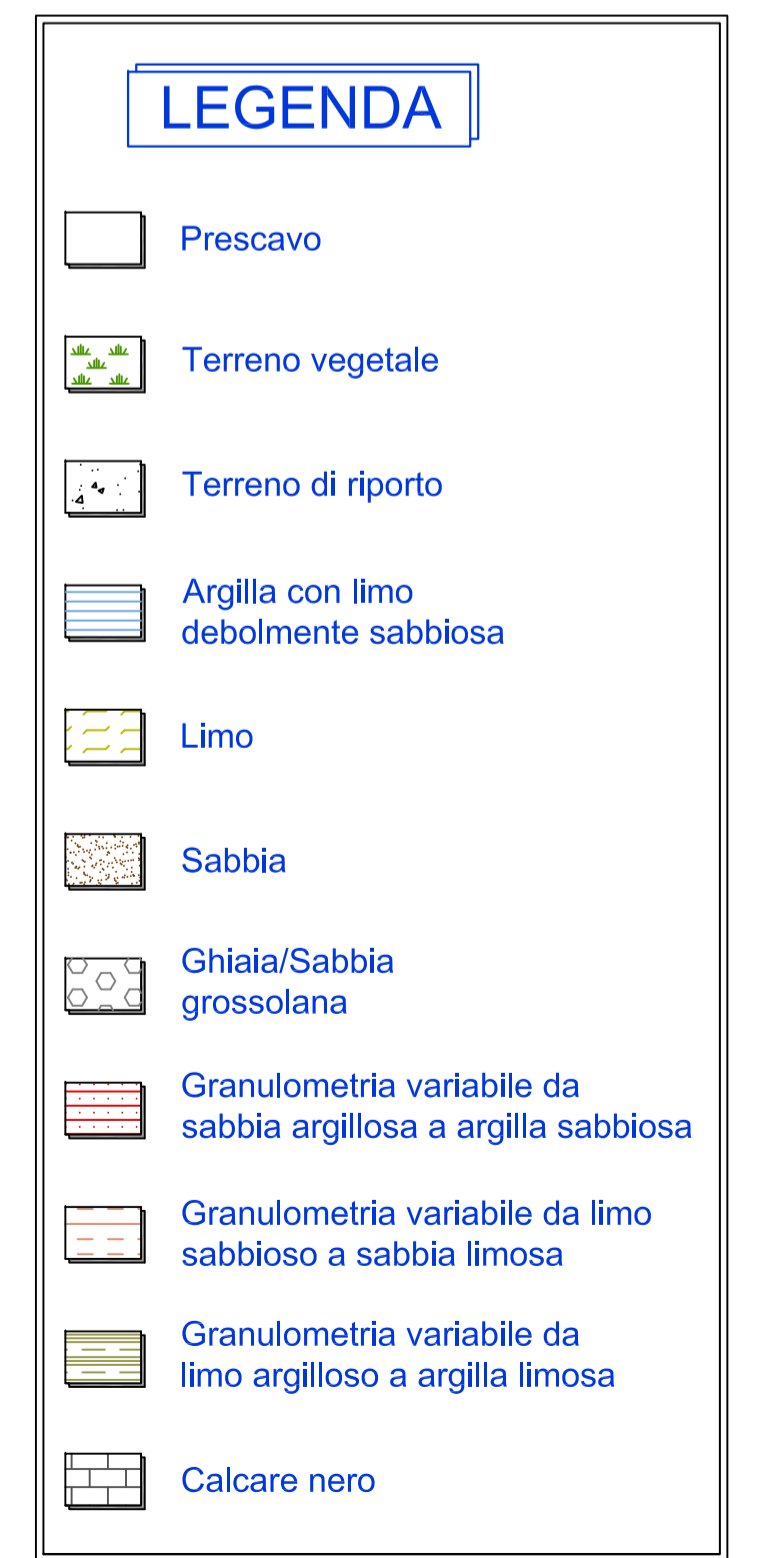 LEGENDA
Prescavo
Terreno vegetale
Terreno di riporto
Argilla con limo
debolmente sabbiosa
Limo
Sabbia
Ghiaia/Sabbia
grossolana
Granulometria variabile da
sabbia argillosa a argilla sabbiosa
Granulometria variabile da limo
sabbioso a sabbia limosa
Granulometria variabile da
limo argilloso a argilla limosa
Calcare nero